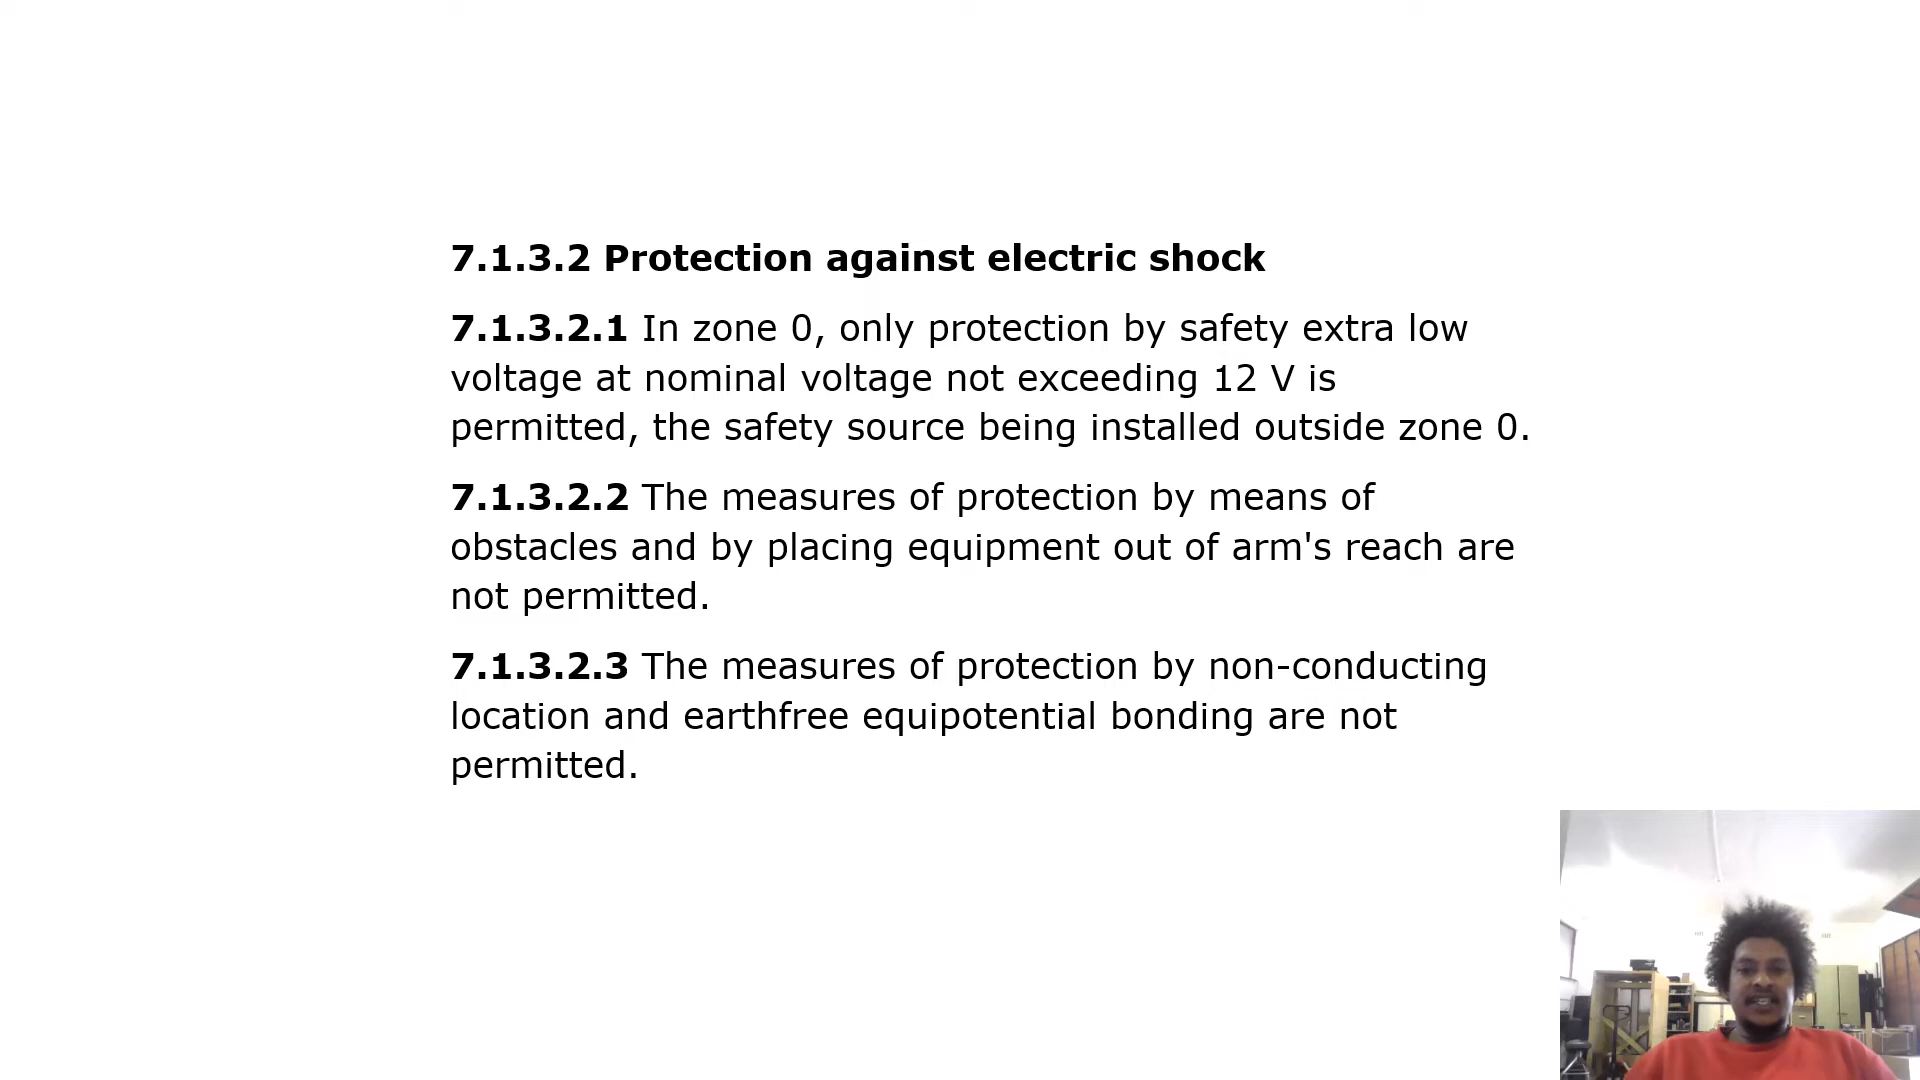 7.1.3.2 Protection against electric shock
7.1.3.2.1 In zone 0, only protection by safety extra low
voltage at nominal voltage not exceeding 12 V is
permitted, the safety source being installed outside zone 0.
7.1.3.2.2 The measures of protection by means of
obstacles and by placing equipment out of arm's reach are
not permitted.
7.1.3.2.3 The measures of protection by non-conducting
location and earthfree equipotential bonding are not
permitted.